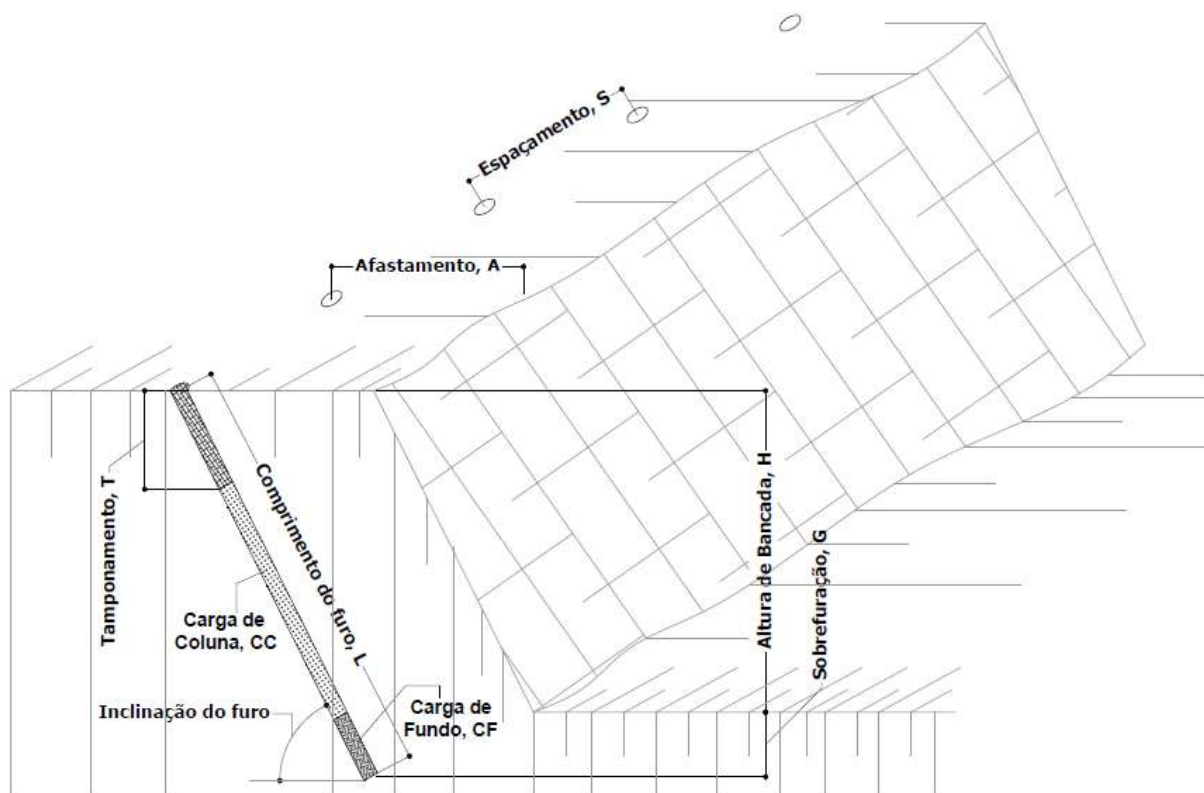 Espaçamento, S
Afastamento, A
Tamponamento, T
Comprimento do furo, L
Carga de
Coluna, CC
Inclinação do furo
Carga de
Fundo, CF
Altura de Bancada, H
Sobrefuração, G